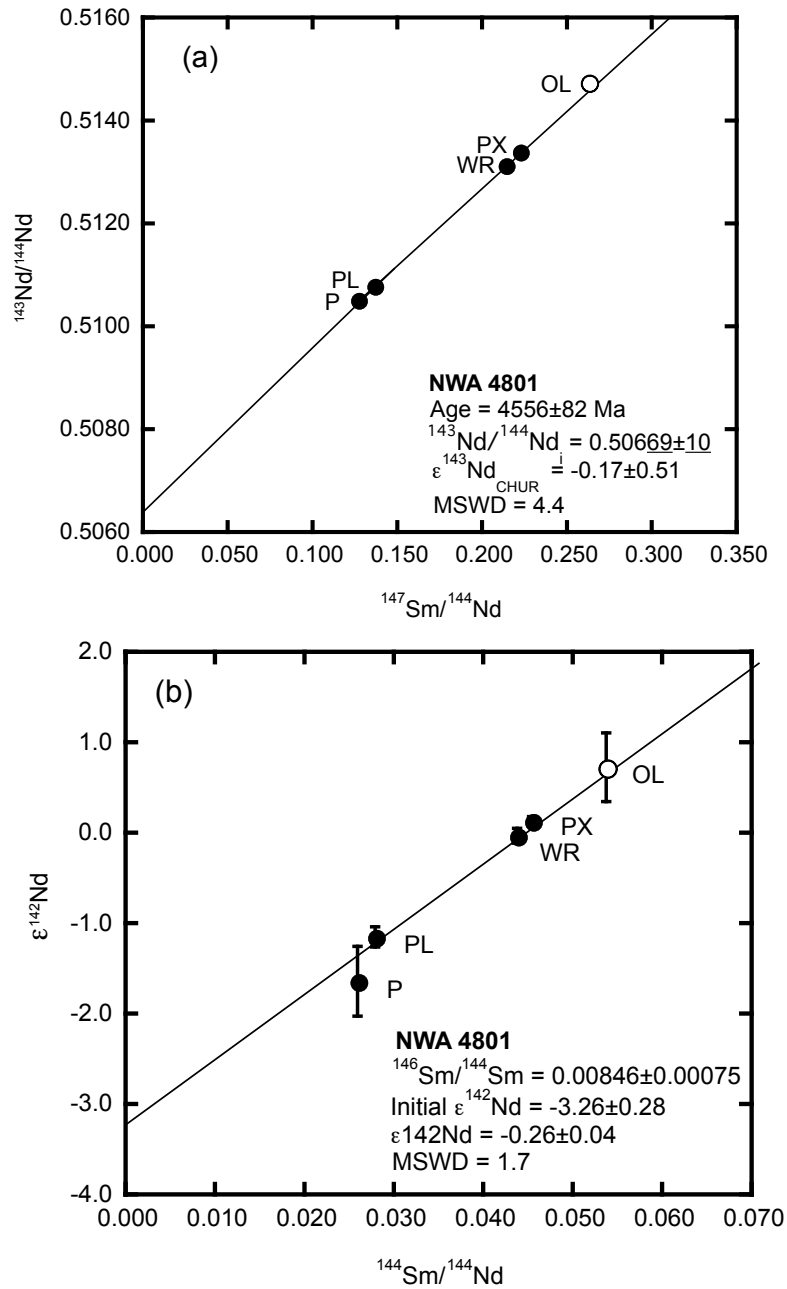 (a)
0.5160
0.5140
0.5120
0.5100
0.5080
0.5060
¹⁴³Nd/¹⁴⁴Nd
OL
PX
WR
PL
P
NWA 4801
Age = 4556±82 Ma
¹⁴³Nd/¹⁴⁴Ndᵢ = 0.50669±10
ε¹⁴³Nd_CHUR = -0.17±0.51
MSWD = 4.4
0.000 0.050 0.100 0.150 0.200 0.250 0.300 0.350
¹⁴⁷Sm/¹⁴⁴Nd
(b)
2.0
1.0
0.0
-1.0
-2.0
-3.0
-4.0
ε¹⁴²Nd
OL
PX
WR
PL
P
NWA 4801
¹⁴⁶Sm/¹⁴⁴Sm = 0.00846±0.00075
Initial ε¹⁴²Nd = -3.26±0.28
ε142Nd = -0.26±0.04
MSWD = 1.7
0.000 0.010 0.020 0.030 0.040 0.050 0.060 0.070
¹⁴⁴Sm/¹⁴⁴Nd